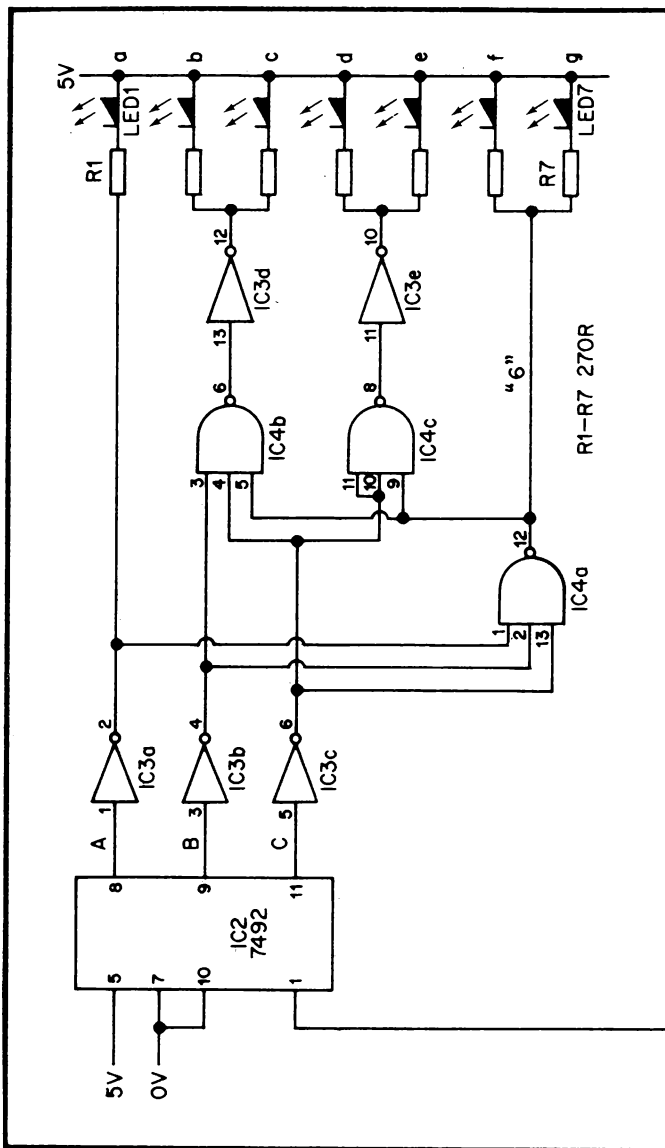 5V
a
LED1
R1
5V
5
8
A
1
2
IC3a
b
c
12
IC3d
13
6
IC4b
3
4
5
0V
7
10
IC2
7492
9
B
3
4
IC3b
d
e
10
IC3e
11
8
IC4c
11
10
9
11
C
5
6
IC3c
1
f
g
R7
LED7
"6"
12
IC4a
1
2
13
R1–R7 270R